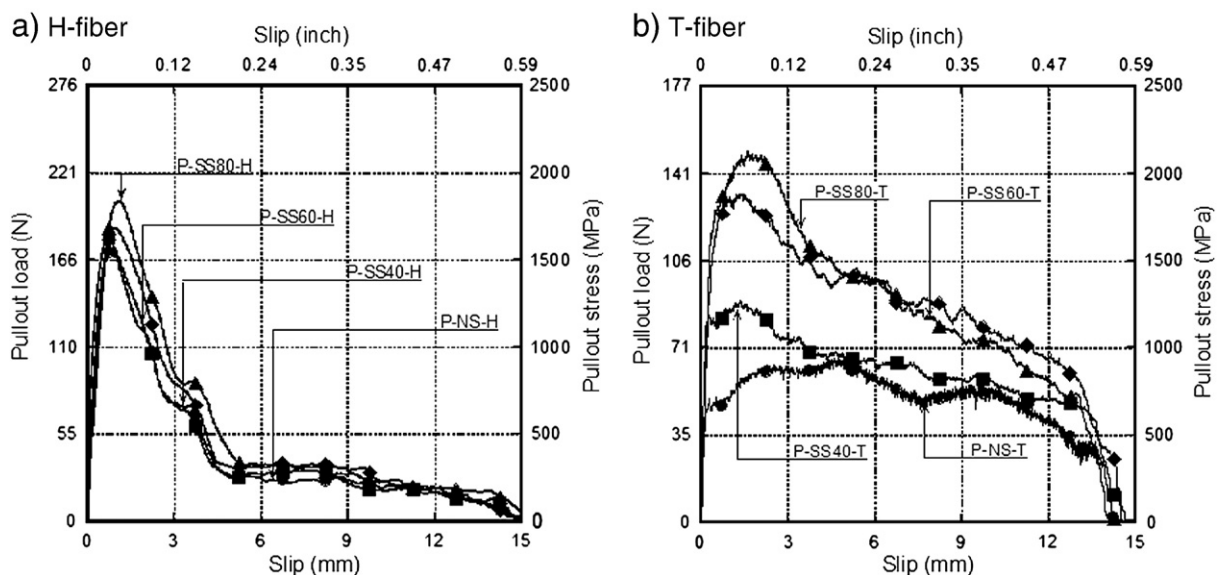 a) H-fiber
Slip (inch)
0 0.12 0.24 0.35 0.47 0.59
276 2500
221 2000
166 1500
110 1000
55 500
0 0
Pullout load (N)
Pullout stress (MPa)
P-SS80-H
P-SS60-H
P-SS40-H
P-NS-H
0 3 6 9 12 15
Slip (mm)
b) T-fiber
Slip (inch)
0 0.12 0.24 0.35 0.47 0.59
177 2500
141 2000
106 1500
71 1000
35 500
0 0
Pullout load (N)
Pullout stress (MPa)
P-SS80-T P-SS60-T
P-SS40-T P-NS-T
0 3 6 9 12 15
Slip (mm)